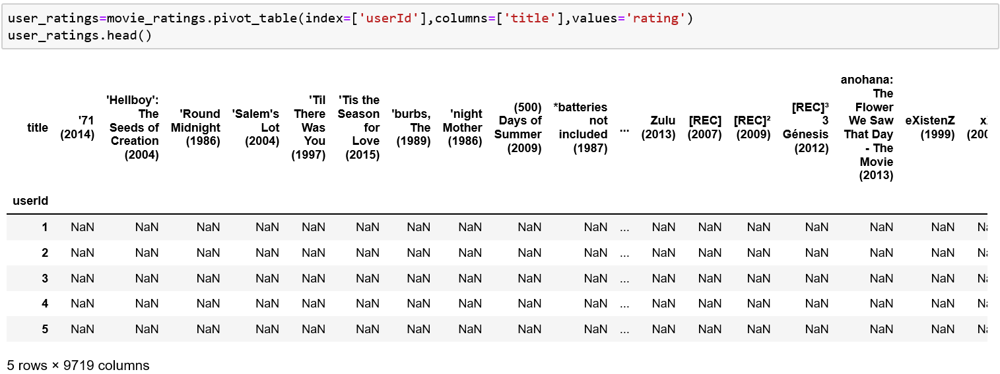 user_ratings=movie_ratings.pivot_table(index=['userId'],columns=['title'],values='rating')
user_ratings.head()
title '71 (2014) 'Hellboy': The Seeds of Creation (2004) 'Round Midnight (1986) 'Salem's Lot (2004) 'Til There Was You (1997) 'Tis the Season for Love (2015) 'burbs, The (1989) 'night Mother (1986) (500) Days of Summer (2009) *batteries not included (1987) ... Zulu (2013) [REC] (2007) [REC]² (2009) [REC]³ 3 Génesis (2012) anohana: The Flower We Saw That Day - The Movie (2013) eXistenZ (1999)
userId
1 NaN NaN NaN NaN NaN NaN NaN NaN NaN NaN ... NaN NaN NaN NaN NaN NaN
2 NaN NaN NaN NaN NaN NaN NaN NaN NaN NaN ... NaN NaN NaN NaN NaN NaN
3 NaN NaN NaN NaN NaN NaN NaN NaN NaN NaN ... NaN NaN NaN NaN NaN NaN
4 NaN NaN NaN NaN NaN NaN NaN NaN NaN NaN ... NaN NaN NaN NaN NaN NaN
5 NaN NaN NaN NaN NaN NaN NaN NaN NaN NaN ... NaN NaN NaN NaN NaN NaN
5 rows × 9719 columns